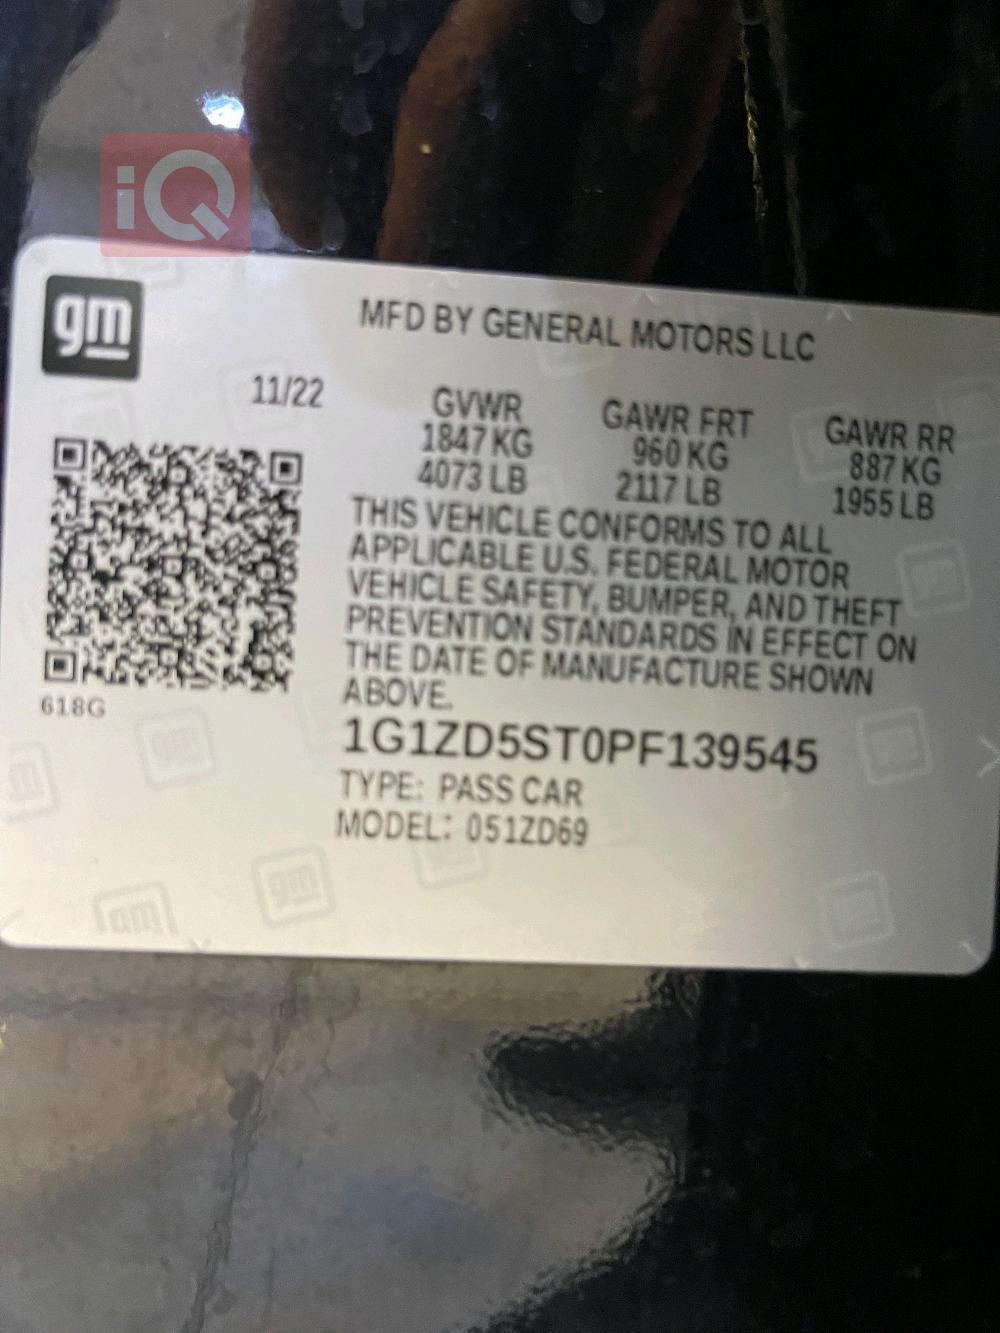 iQ
gm
MFD BY GENERAL MOTORS LLC
11/22
GVWR GAWR FRT GAWR RR
1847 KG 960 KG 887 KG
4073 LB 2117 LB 1955 LB
THIS VEHICLE CONFORMS TO ALL
APPLICABLE U.S. FEDERAL MOTOR
VEHICLE SAFETY, BUMPER, AND THEFT
PREVENTION STANDARDS IN EFFECT ON
THE DATE OF MANUFACTURE SHOWN
ABOVE.
618G
1G1ZD5ST0PF139545
TYPE: PASS CAR
MODEL: 051ZD69
gm
gm